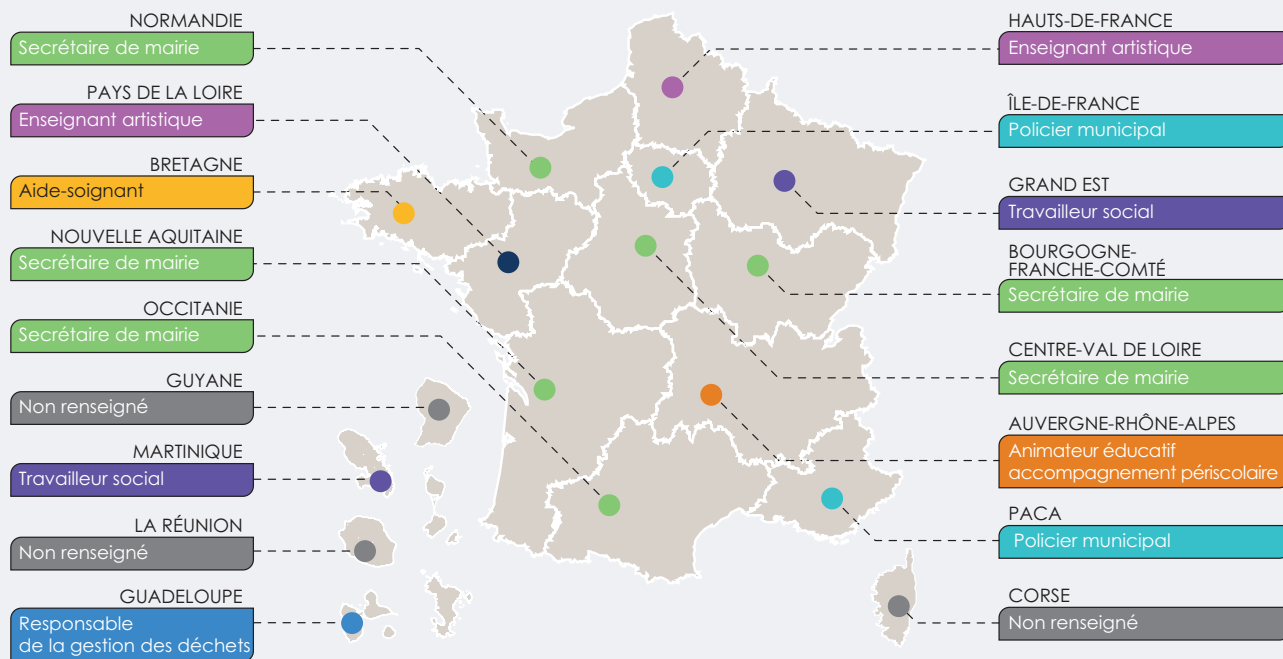 NORMANDIE
Secrétaire de mairie
PAYS DE LA LOIRE
Enseignant artistique
BRETAGNE
Aide-soignant
NOUVELLE AQUITAINE
Secrétaire de mairie
OCCITANIE
Secrétaire de mairie
GUYANE
Non renseigné
MARTINIQUE
Travailleur social
LA RÉUNION
Non renseigné
GUADELOUPE
Responsable
de la gestion des déchets
HAUTS-DE-FRANCE
Enseignant artistique
ÎLE-DE-FRANCE
Policier municipal
GRAND EST
Travailleur social
BOURGOGNE-
FRANCHE-COMTÉ
Secrétaire de mairie
CENTRE-VAL DE LOIRE
Secrétaire de mairie
AUVERGNE-RHÔNE-ALPES
Animateur éducatif
accompagnement périscolaire
PACA
Policier municipal
CORSE
Non renseigné